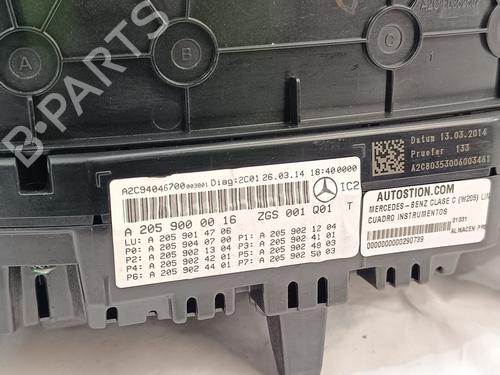 B-PARTS
A
B
C
Datum 13.03.2014
Pruefer 133
A2C80353006003461
A2C94046700003801 Diag:2C01 26.03.14 18:400000
IC2
A 205 900 00 16 ZGS 001 Q01 T
LU: A 205 901 47 06
P0: A 205 904 07 00 P1: A 205 902 12 04
P2: A 205 902 13 04 P3: A 205 902 41 01
P4: A 205 902 42 01 P5: A 205 902 49 03
P6: A 205 902 44 01 P7: A 205 902 50 03
AUTOSTION.COM
MERCEDES-BENZ CLASE C (W205)
CUADRO INSTRUMENTOS
0000000000290739
ALMACEN